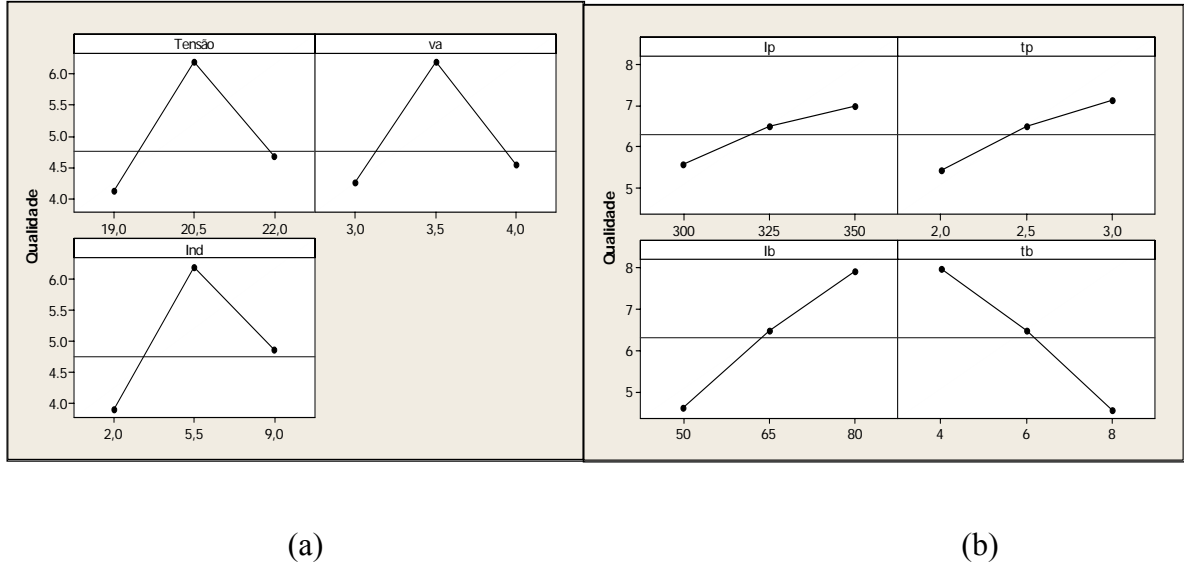 Tensão va
6.0
5.5
5.0
4.5
4.0
19,0 20,5 22,0 3,0 3,5 4,0
Ind
6.0
5.5
5.0
4.5
4.0
2,0 5,5 9,0
Qualidade
(a)
Ip tp
8
7
6
5
300 325 350 2,0 2,5 3,0
Ib tb
8
7
6
5
50 65 80 4 6 8
Qualidade
(b)